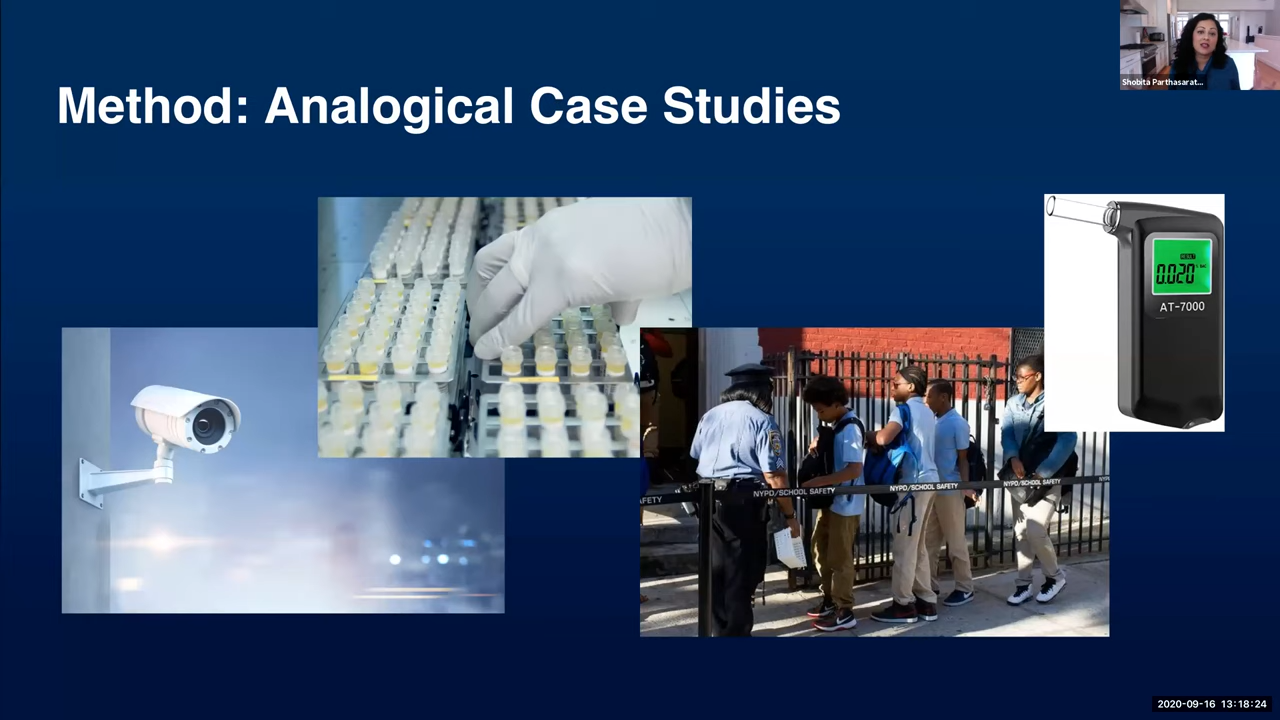 Shobita Parthasarat...
Method: Analogical Case Studies
RESULT
0.020
AT-7000
AFETY
NYPD/SCHOOL SAFETY
NYPD/SCHOOL SAFETY
NYPD/SCHOOL SAFETY
2020-09-16 13:18:24